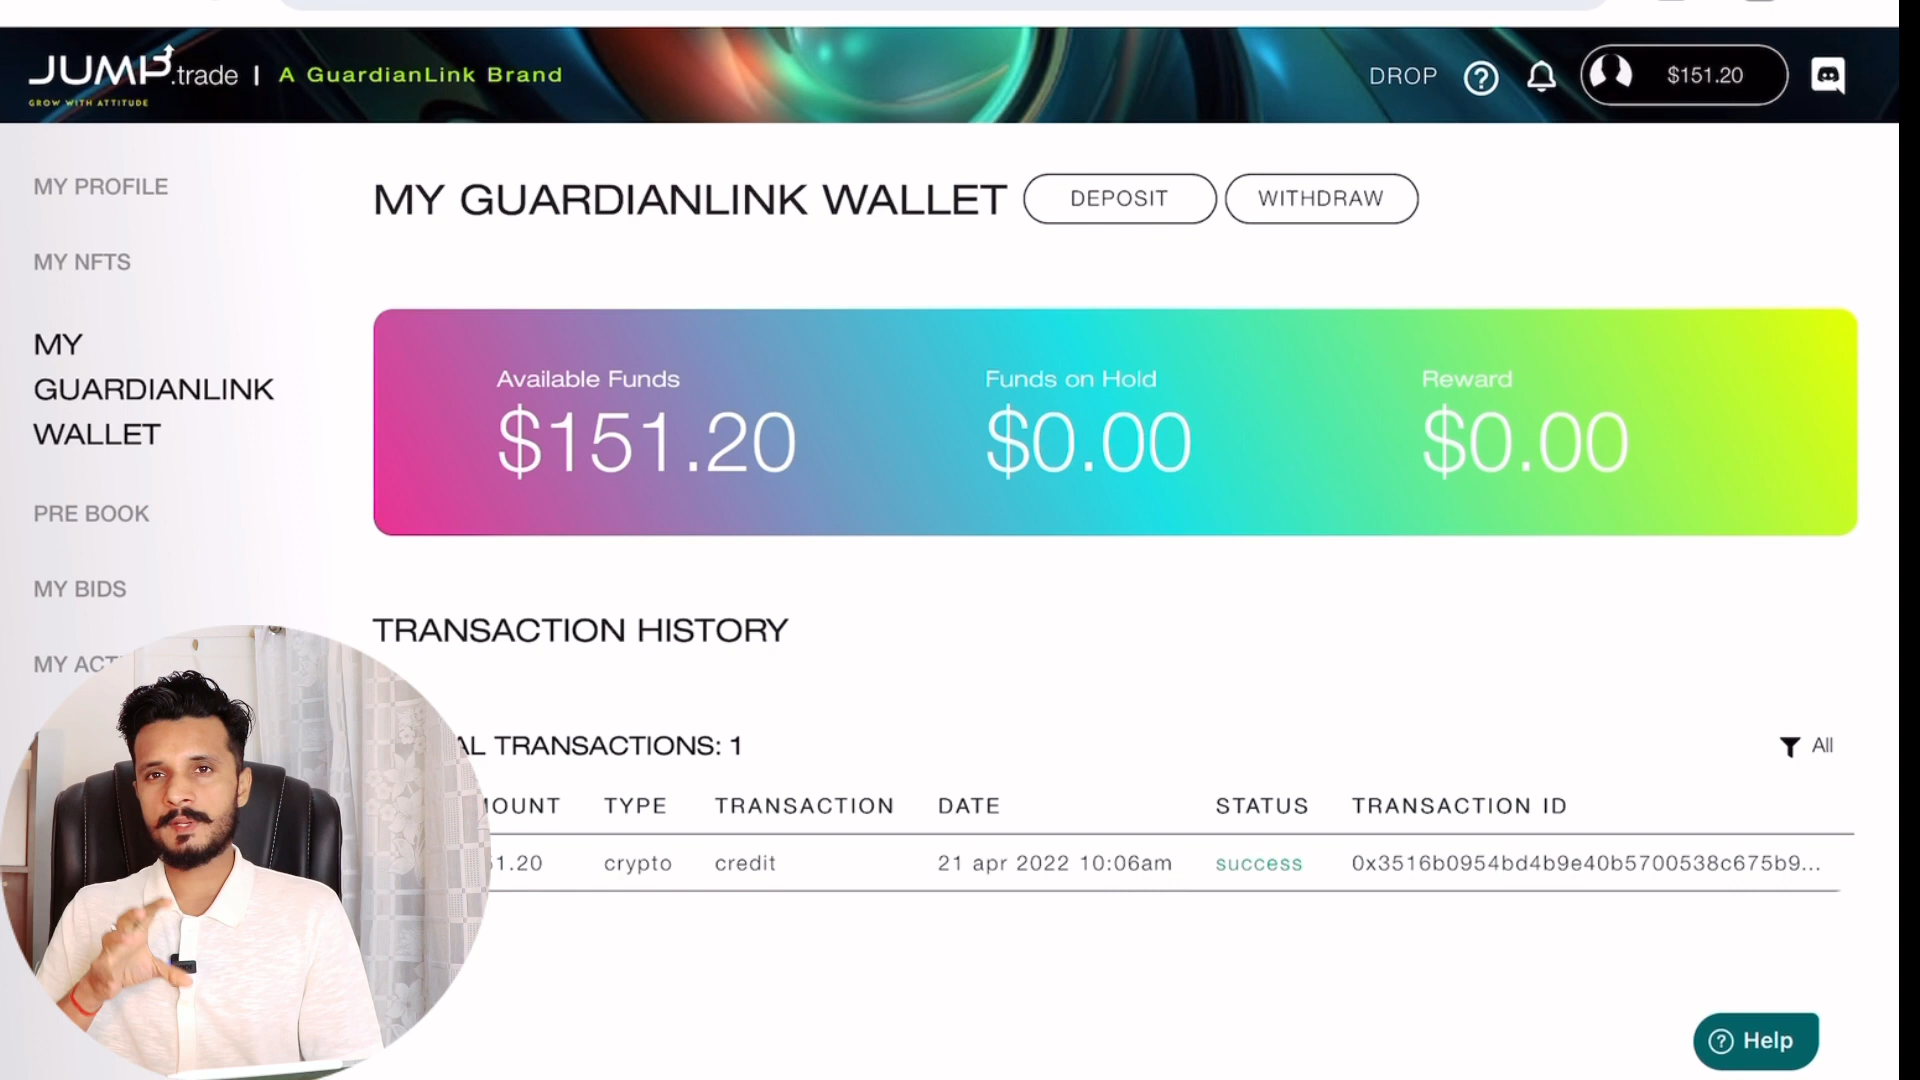 JUMP.trade | A GuardianLink Brand
GROW WITH ATTITUDE
DROP
$151.20
MY PROFILE
MY NFTS
MY
GUARDIANLINK
WALLET
PRE BOOK
MY BIDS
MY ACT
MY GUARDIANLINK WALLET
DEPOSIT
WITHDRAW
Available Funds
$151.20
Funds on Hold
$0.00
Reward
$0.00
TRANSACTION HISTORY
AL TRANSACTIONS: 1
All
OUNT TYPE TRANSACTION DATE STATUS TRANSACTION ID
1.20 crypto credit 21 apr 2022 10:06am success 0x3516b0954bd4b9e40b5700538c675b9...
Help